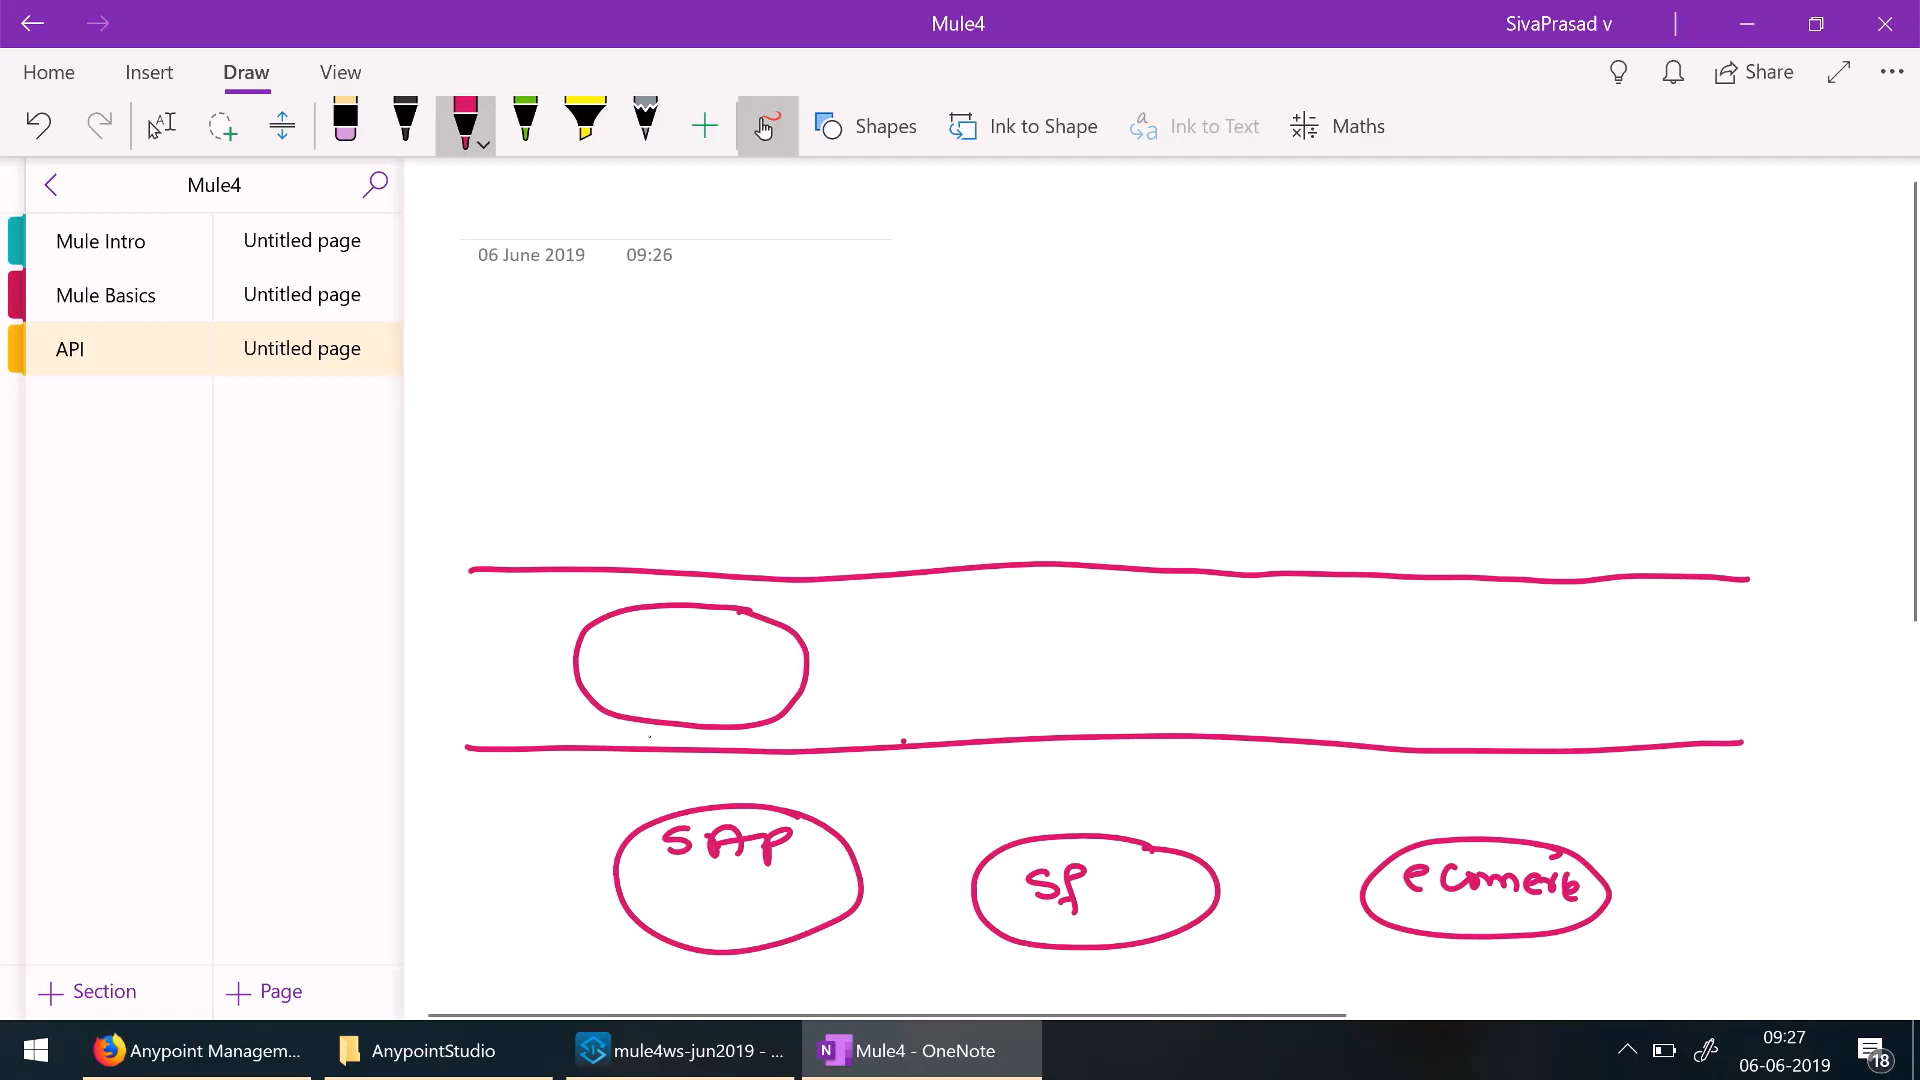 Mule4
SivaPrasad v
Home
Insert
Draw
View
Share
Shapes
Ink to Shape
Ink to Text
Maths
Mule4
Mule Intro
Mule Basics
API
Untitled page
Untitled page
Untitled page
Section
Page
06 June 2019 09:26
SAP
Sf
Anypoint Managem...
AnypointStudio
mule4ws-jun2019 - ...
Mule4 - OneNote
09:27
06-06-2019
18